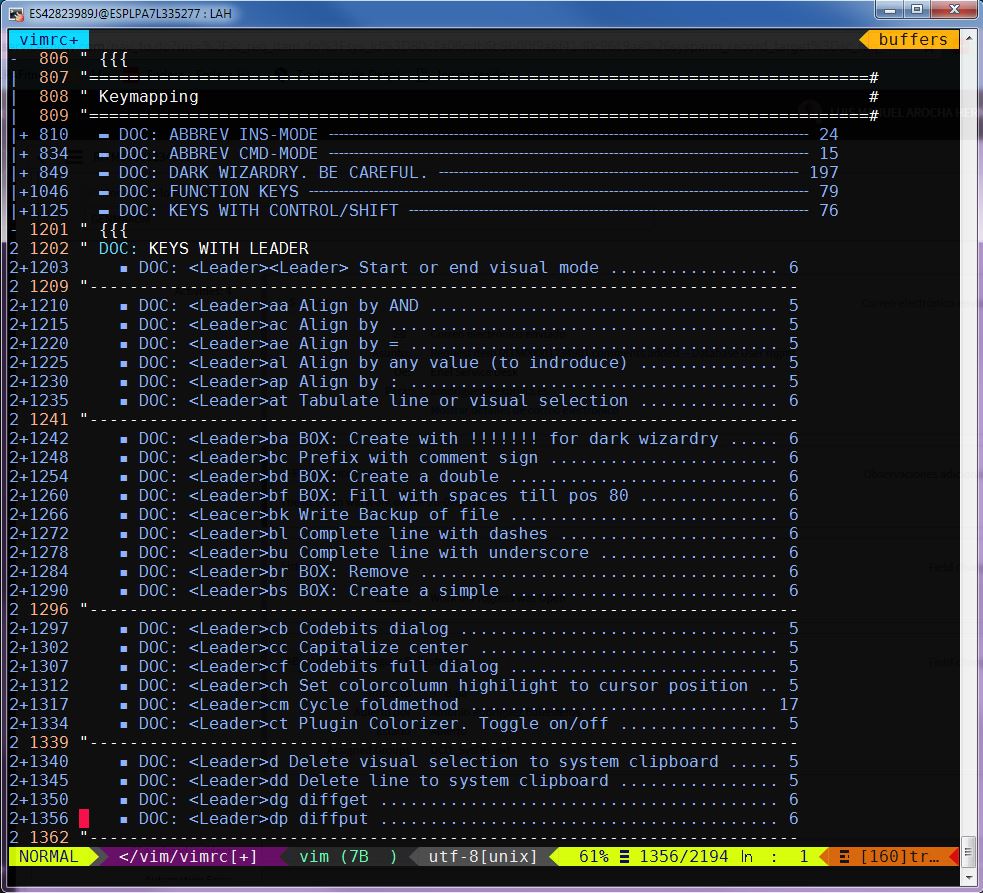 ES42823989J@ESPLPA7L335277 : LAH
vimrc+ buffers
- 806 " {{{
| 807 "==============================================================================#
| 808 " Keymapping #
| 809 "==============================================================================#
|+ 810 ▬ DOC: ABBREV INS-MODE ------------------------------------------------ 24
|+ 834 ▬ DOC: ABBREV CMD-MODE ------------------------------------------------ 15
|+ 849 ▬ DOC: DARK WIZARDRY. BE CAREFUL. ------------------------------------ 197
|+1046 ▬ DOC: FUNCTION KEYS -------------------------------------------------- 79
|+1125 ▬ DOC: KEYS WITH CONTROL/SHIFT ---------------------------------------- 76
- 1201 " {{{
2 1202 " DOC: KEYS WITH LEADER
2+1203 ▪ DOC: <Leader><Leader> Start or end visual mode ................. 6
2 1209 "-----------------------------------------------------------------------
2+1210 ▪ DOC: <Leader>aa Align by AND ................................... 5
2+1215 ▪ DOC: <Leader>ac Align by ....................................... 5
2+1220 ▪ DOC: <Leader>ae Align by = ..................................... 5
2+1225 ▪ DOC: <Leader>al Align by any value (to indroduce) .............. 5
2+1230 ▪ DOC: <Leader>ap Align by : ..................................... 5
2+1235 ▪ DOC: <Leader>at Tabulate line or visual selection .............. 6
2 1241 "-----------------------------------------------------------------------
2+1242 ▪ DOC: <Leader>ba BOX: Create with !!!!!!! for dark wizardry ..... 6
2+1248 ▪ DOC: <Leader>bc Prefix with comment sign ....................... 6
2+1254 ▪ DOC: <Leader>bd BOX: Create a double ........................... 6
2+1260 ▪ DOC: <Leader>bf BOX: Fill with spaces till pos 80 .............. 6
2+1266 ▪ DOC: <Leacer>bk Write Backup of file ........................... 6
2+1272 ▪ DOC: <Leader>bl Complete line with dashes ...................... 6
2+1278 ▪ DOC: <Leader>bu Complete line with underscore .................. 6
2+1284 ▪ DOC: <Leader>br BOX: Remove .................................... 6
2+1290 ▪ DOC: <Leader>bs BOX: Create a simple ........................... 6
2 1296 "-----------------------------------------------------------------------
2+1297 ▪ DOC: <Leader>cb Codebits dialog ................................ 5
2+1302 ▪ DOC: <Leader>cc Capitalize center .............................. 5
2+1307 ▪ DOC: <Leader>cf Codebits full dialog ........................... 5
2+1312 ▪ DOC: <Leader>ch Set colorcolumn highilight to cursor position .. 5
2+1317 ▪ DOC: <Leader>cm Cycle foldmethod ............................... 17
2+1334 ▪ DOC: <Leader>ct Plugin Colorizer. Toggle on/off ................ 5
2 1339 "-----------------------------------------------------------------------
2+1340 ▪ DOC: <Leader>d Delete visual selection to system clipboard ..... 5
2+1345 ▪ DOC: <Leader>dd Delete line to system clipboard ................ 5
2+1350 ▪ DOC: <Leader>dg diffget ........................................ 6
2+1356 ▪ DOC: <Leader>dp diffput ........................................ 6
2 1362 "-----------------------------------------------------------------------
NORMAL </vim/vimrc[+] vim (7B ) utf-8[unix] 61% ☰ 1356/2194 ln : 1 [160]tr…